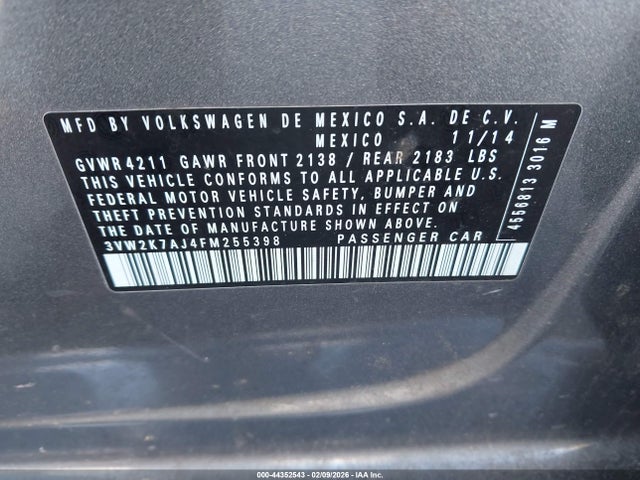 MFD BY VOLKSWAGEN DE MEXICO S.A. DE C.V.
MEXICO 11/14
GVWR 4211 GAWR FRONT 2138 / REAR 2183 LBS
THIS VEHICLE CONFORMS TO ALL APPLICABLE U.S.
FEDERAL MOTOR VEHICLE SAFETY, BUMPER AND
THEFT PREVENTION STANDARDS IN EFFECT ON
THE DATE OF MANUFACTURE SHOWN ABOVE.
3VW2K7AJ4FM255398 PASSENGER CAR
4556813 3016 M
000-44352543 - 02/09/2026 - IAA Inc.